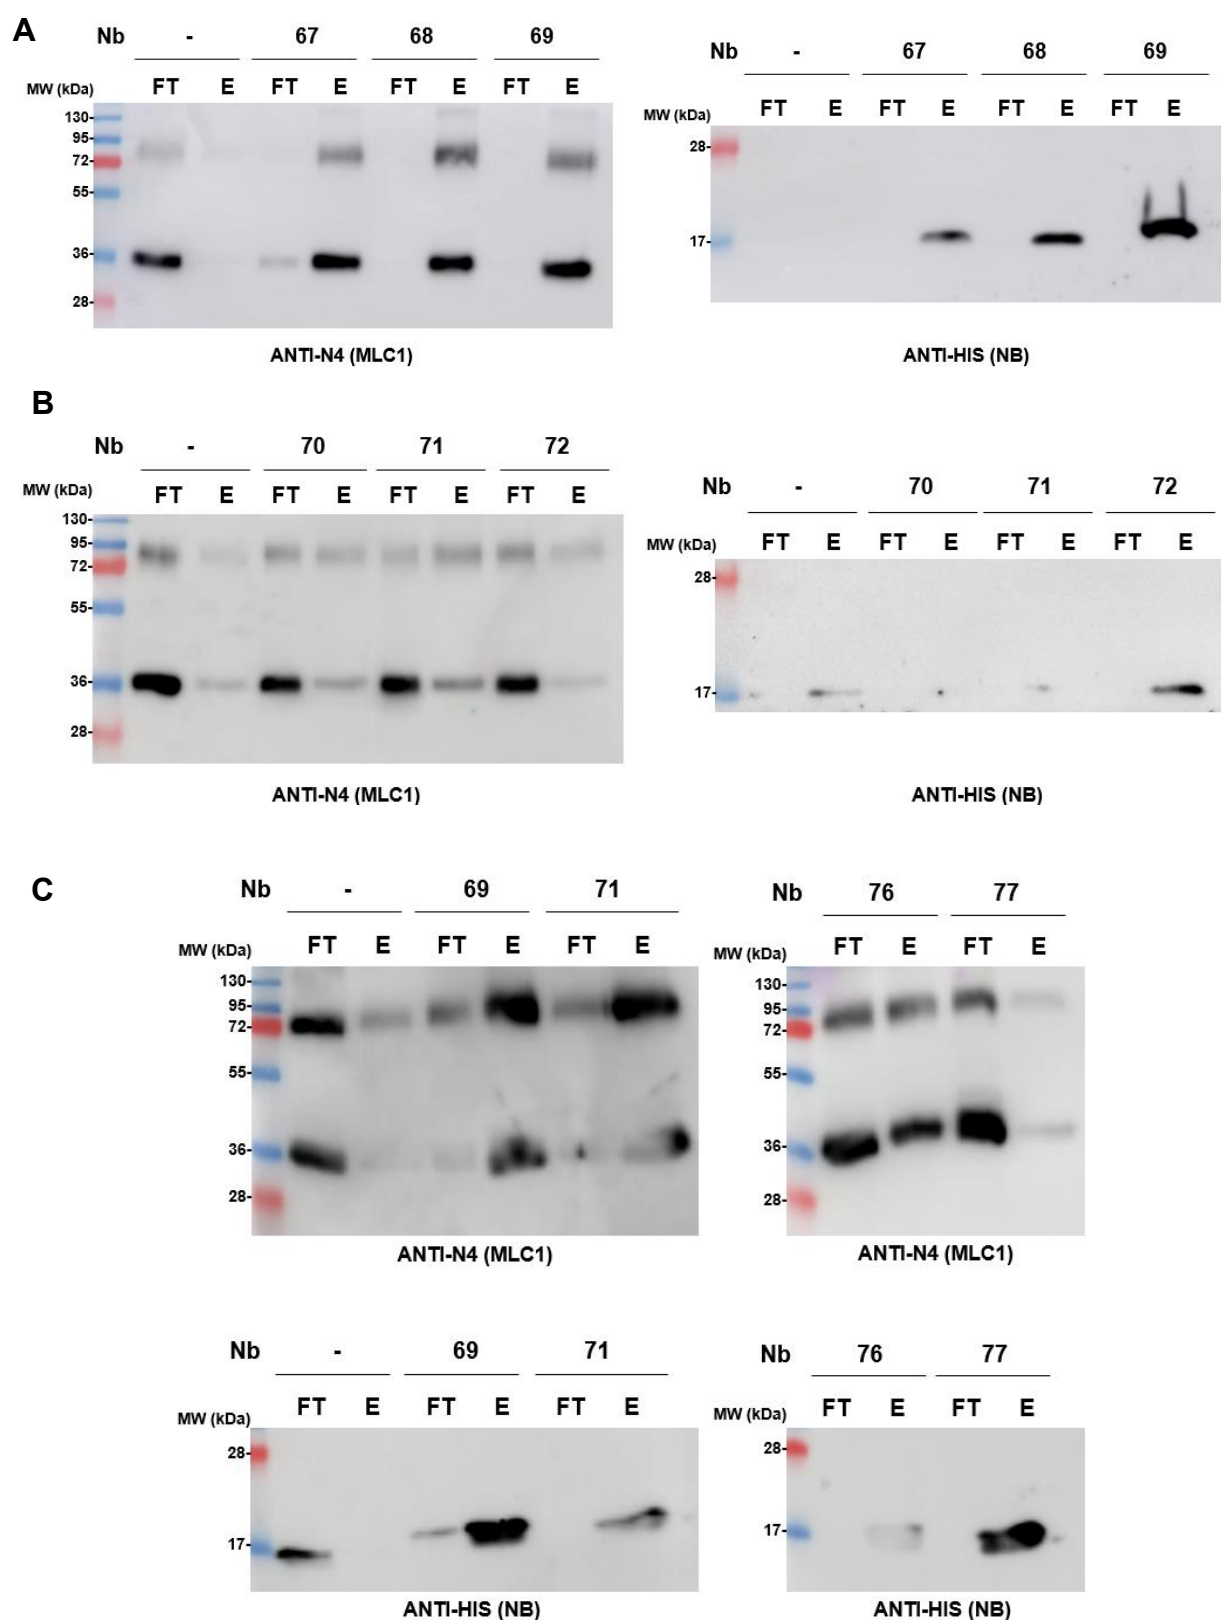 A
Nb - 67 68 69
MW (kDa) FT E FT E FT E FT E
130-
95-
72-
55-
36-
28-
ANTI-N4 (MLC1)
Nb - 67 68 69
MW (kDa) FT E FT E FT E FT E
28-
17-
ANTI-HIS (NB)
B
Nb - 70 71 72
MW (kDa) FT E FT E FT E FT E
130-
95-
72-
55-
36-
28-
ANTI-N4 (MLC1)
Nb - 70 71 72
MW (kDa) FT E FT E FT E FT E
28-
17-
ANTI-HIS (NB)
C
Nb - 69 71
MW (kDa) FT E FT E FT E
130-
95-
72-
55-
36-
28-
ANTI-N4 (MLC1)
Nb 76 77
MW (kDa) FT E FT E
130-
95-
72-
55-
36-
28-
ANTI-N4 (MLC1)
Nb - 69 71
MW (kDa) FT E FT E FT E
28-
17-
ANTI-HIS (NB)
Nb 76 77
MW (kDa) FT E FT E
28-
17-
ANTI-HIS (NB)